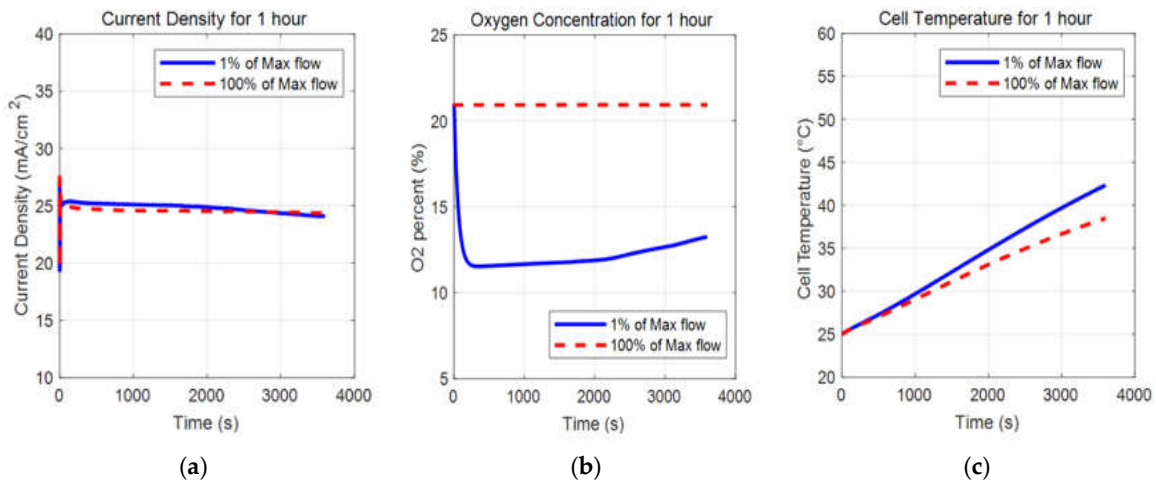 Current Density for 1 hour
40
35
30
25
20
15
10
Current Density (mA/cm²)
1% of Max flow
100% of Max flow
0 1000 2000 3000 4000
Time (s)
(a)
Oxygen Concentration for 1 hour
25
20
15
10
5
O2 percent (%)
1% of Max flow
100% of Max flow
0 1000 2000 3000 4000
Time (s)
(b)
Cell Temperature for 1 hour
60
55
50
45
40
35
30
25
20
Cell Temperature (°C)
1% of Max flow
100% of Max flow
0 1000 2000 3000 4000
Time (s)
(c)